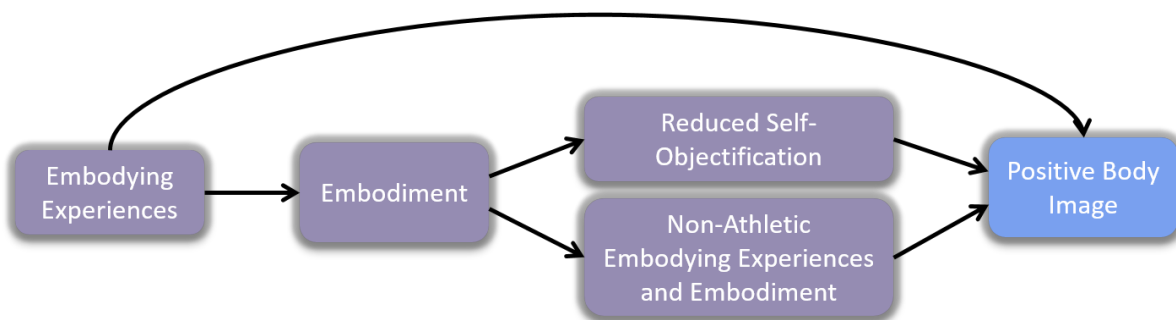 Embodying
Experiences
Embodiment
Reduced Self-
Objectification
Non-Athletic
Embodying Experiences
and Embodiment
Positive Body
Image